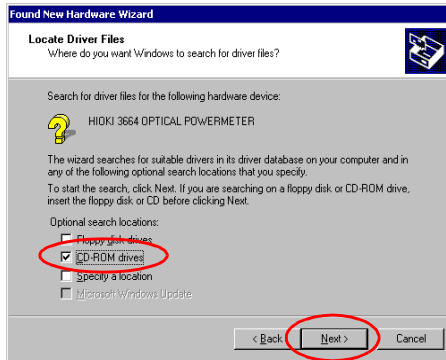 Found New Hardware Wizard
Locate Driver Files
Where do you want Windows to search for driver files?
Search for driver files for the following hardware device:
HIOKI 3664 OPTICAL POWERMETER
The wizard searches for suitable drivers in its driver database on your computer and in
any of the following optional search locations that you specify.
To start the search, click Next. If you are searching on a floppy disk or CD-ROM drive,
insert the floppy disk or CD before clicking Next.
Optional search locations:
Floppy disk drives
CD-ROM drives
Specify a location
Microsoft Windows Update
< Back
Next >
Cancel